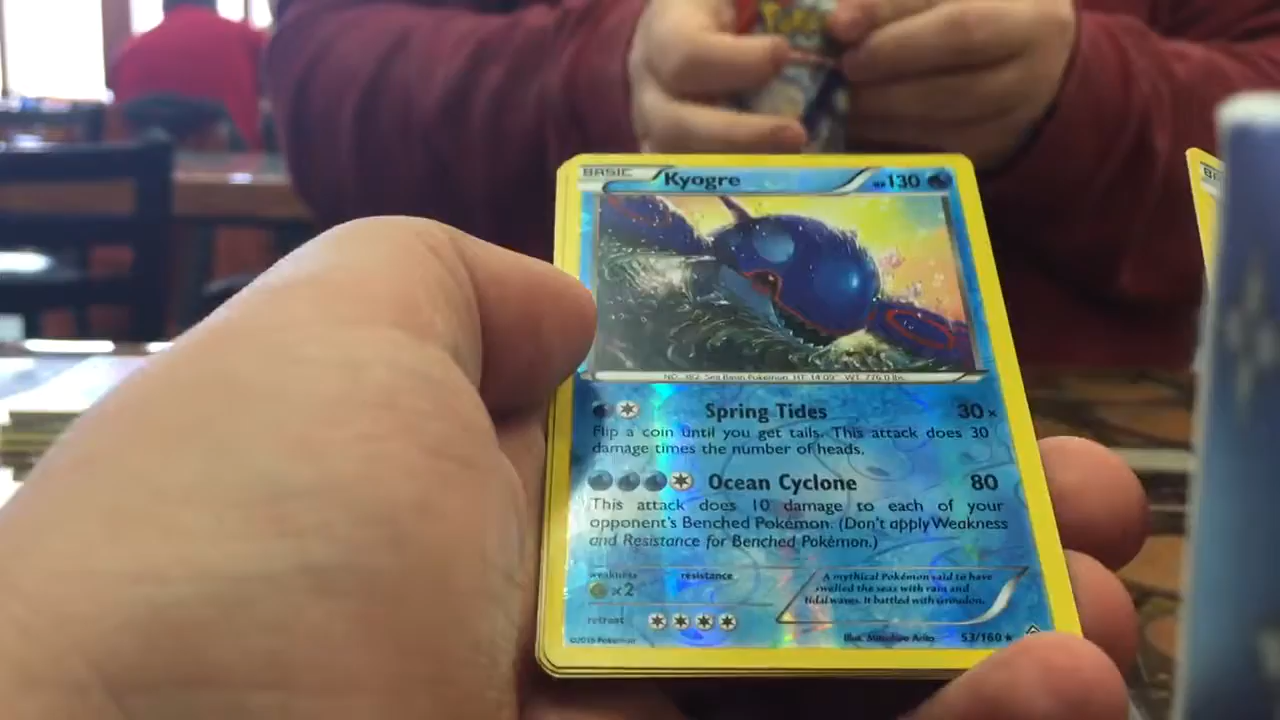 Poké
BASIC Kyogre HP130
NO. 382 Sea Basin Pokémon HT: 14'09" WT: 776.0 lbs.
Spring Tides 30×
Flip a coin until you get tails. This attack does 30
damage times the number of heads.
Ocean Cyclone 80
This attack does 10 damage to each of your
opponent's Benched Pokémon. (Don't apply Weakness
and Resistance for Benched Pokémon.)
weakness resistance
×2
retreat
A mythical Pokémon said to have
swelled the seas with rain and
tidal waves. It battled with Groudon.
©2015 Pokémon Illus. Mitsuhiro Arita 53/160 ★